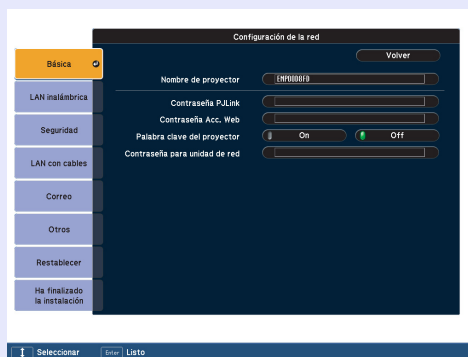 Configuración de la red
Volver
Básica
Nombre de proyector
EMP00D8FD
LAN inalámbrica
Contraseña PJLink
Contraseña Acc. Web
Seguridad
Palabra clave del proyector
On
Off
Contraseña para unidad de red
LAN con cables
Correo
Otros
Restablecer
Ha finalizado
la instalación
Seleccionar
Enter
Listo